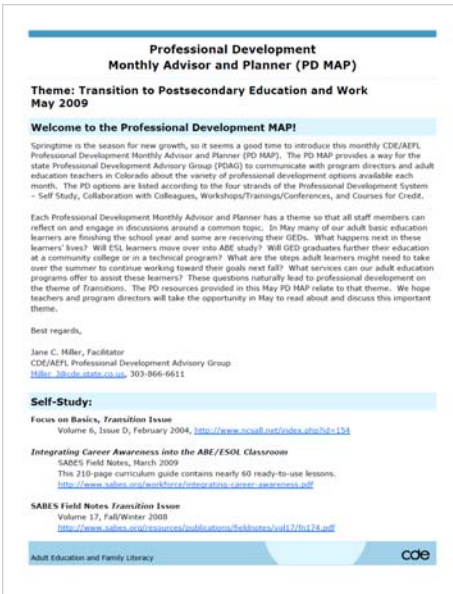 Professional Development
Monthly Advisor and Planner (PD MAP)
Theme: Transition to Postsecondary Education and Work
May 2009
Welcome to the Professional Development MAP!
Springtime is the season for new growth, so it seems a good time to introduce this monthly CDE/AEFL
Professional Development Monthly Advisor and Planner (PD MAP). The PD MAP provides a way for the
state Professional Development Advisory Group (PDAG) to communicate with program directors and adult
education teachers in Colorado about the variety of professional development options available each
month. The PD options are listed according to the four strands of the Professional Development System
– Self Study, Collaboration with Colleagues, Workshops/Trainings/Conferences, and Courses for Credit.
Each Professional Development Monthly Advisor and Planner has a theme so that all staff members can
reflect on and engage in discussions around a common topic. In May many of our adult basic education
learners are finishing the school year and some are receiving their GEDs. What happens next in these
learners' lives? Will ESL learners move over into ABE study? Will GED graduates further their education
at a community college or in a technical program? What are the steps adult learners might need to take
over the summer to continue working toward their goals next fall? What services can our adult education
programs offer to assist these learners? These questions naturally lead to professional development on
the theme of Transitions. The PD resources provided in this May PD MAP relate to that theme. We hope
teachers and program directors will take the opportunity in May to read about and discuss this important
theme.
Best regards,
Jane C. Miller, Facilitator
CDE/AEFL Professional Development Advisory Group
Miller_J@cde.state.co.us, 303-866-6611
Self-Study:
Focus on Basics, Transition Issue
Volume 6, Issue D, February 2004, http://www.ncsall.net/index.php?id=154
Integrating Career Awareness into the ABE/ESOL Classroom
SABES Field Notes, March 2009
This 210-page curriculum guide contains nearly 60 ready-to-use lessons.
http://www.sabes.org/workforce/integrating-career-awareness.pdf
SABES Field Notes Transition Issue
Volume 17, Fall/Winter 2008
http://www.sabes.org/resources/publications/fieldnotes/vol17/fn174.pdf
Adult Education and Family Literacy
cde